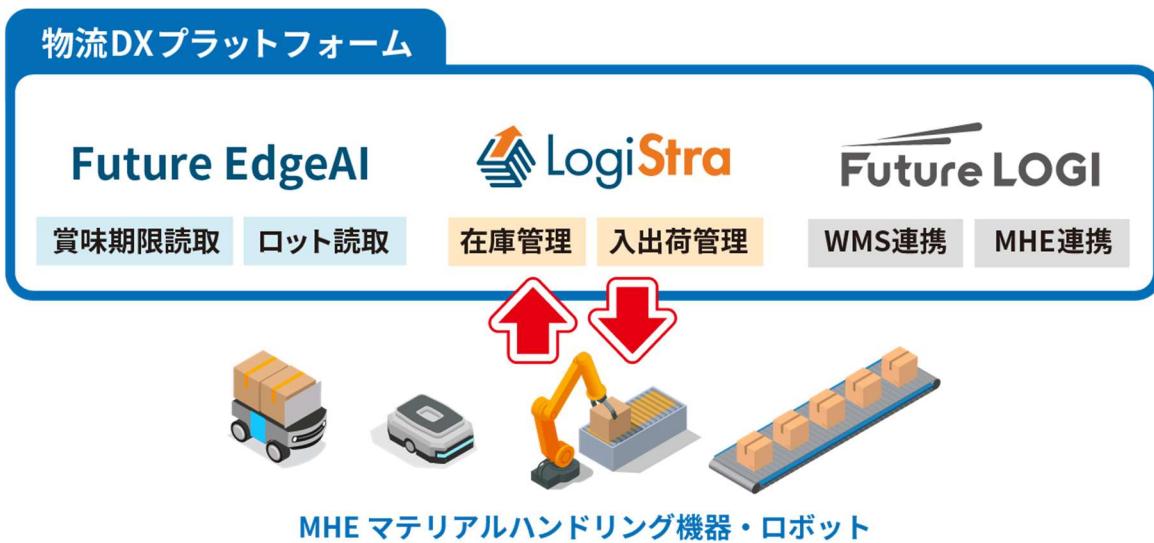 物流DXプラットフォーム
Future EdgeAI
LogiStra
Future LOGI
賞味期限読取 ロット読取 在庫管理 入出荷管理 WMS連携 MHE連携
MHE マテリアルハンドリング機器・ロボット